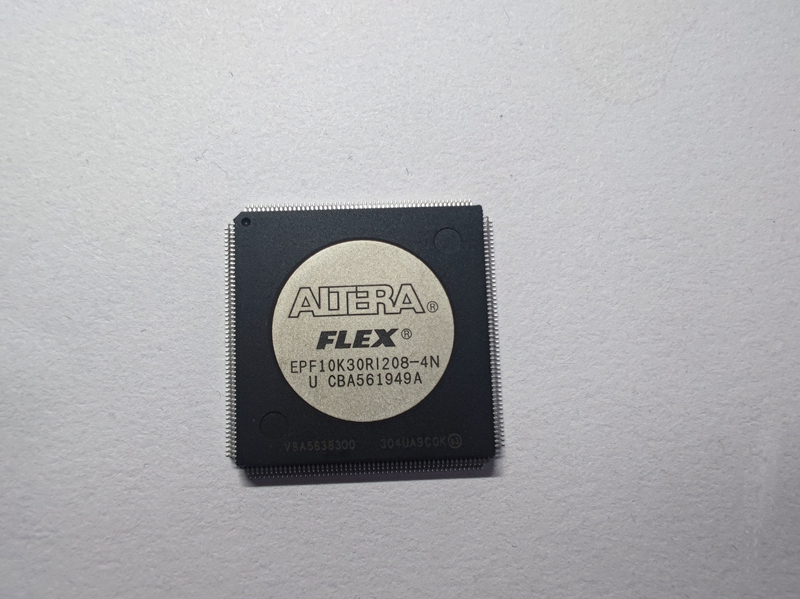 ALTERA®
FLEX®
EPF10K30RI208-4N
U CBA561949A